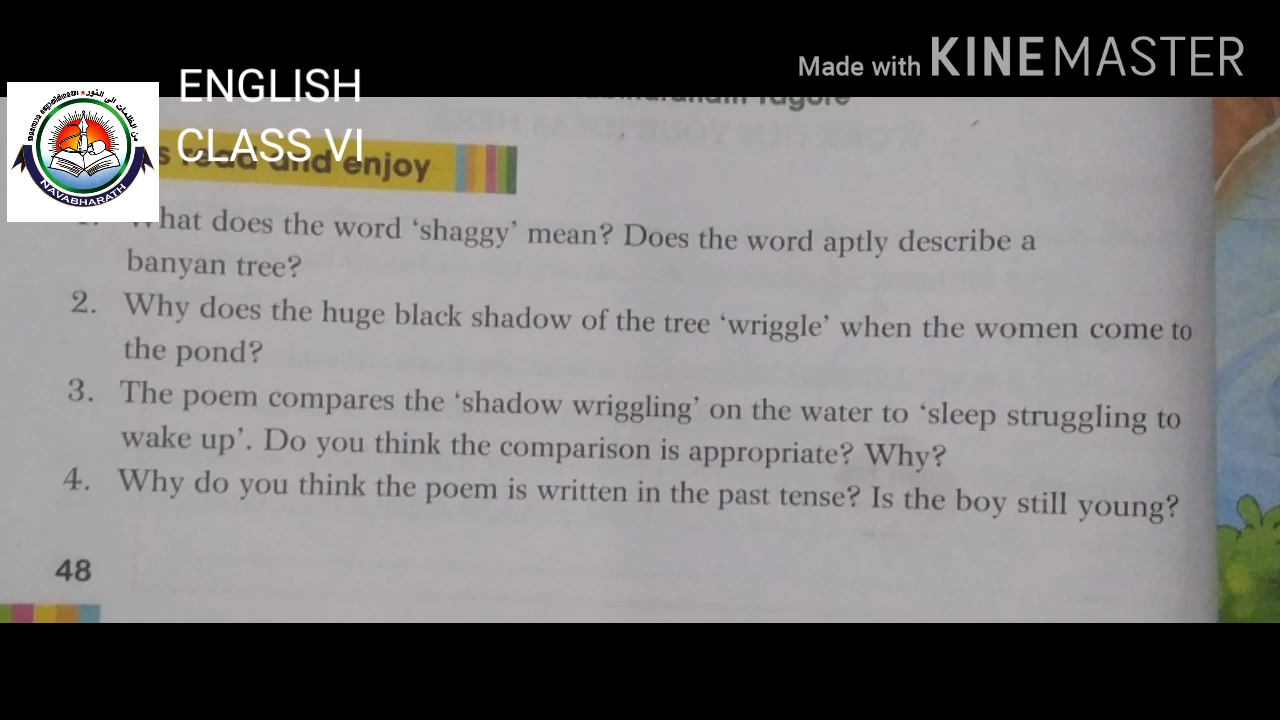 Made with KINEMASTER
ENGLISH
CLASS VI
Tagore
read and enjoy
What does the word ‘shaggy’ mean? Does the word aptly describe a
banyan tree?
2. Why does the huge black shadow of the tree ‘wriggle’ when the women come to
the pond?
3. The poem compares the ‘shadow wriggling’ on the water to ‘sleep struggling to
wake up’. Do you think the comparison is appropriate? Why?
4. Why do you think the poem is written in the past tense? Is the boy still young?
48
NAVABHARATH